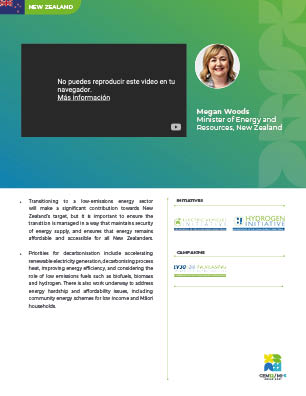 NEW ZEALAND
No puedes reproducir este video en tu
navegador.
Más información
Megan Woods
Minister of Energy and
Resources, New Zealand
Transitioning to a low-emissions energy sector
will make a significant contribution towards New
Zealand's target, but it is important to ensure the
transition is managed in a way that maintains security
of energy supply, and ensures that energy remains
affordable and accessible for all New Zealanders.
Priorities for decarbonisation include accelerating
renewable electricity generation, decarbonising process
heat, improving energy efficiency, and considering the
role of low emissions fuels such as biofuels, biomass
and hydrogen. There is also work underway to address
energy hardship and affordability issues, including
community energy schemes for low income and Māori
households.
INITIATIVES
ELECTRIC VEHICLES
INITIATIVE
HYDROGEN
INITIATIVE
CAMPAIGNS